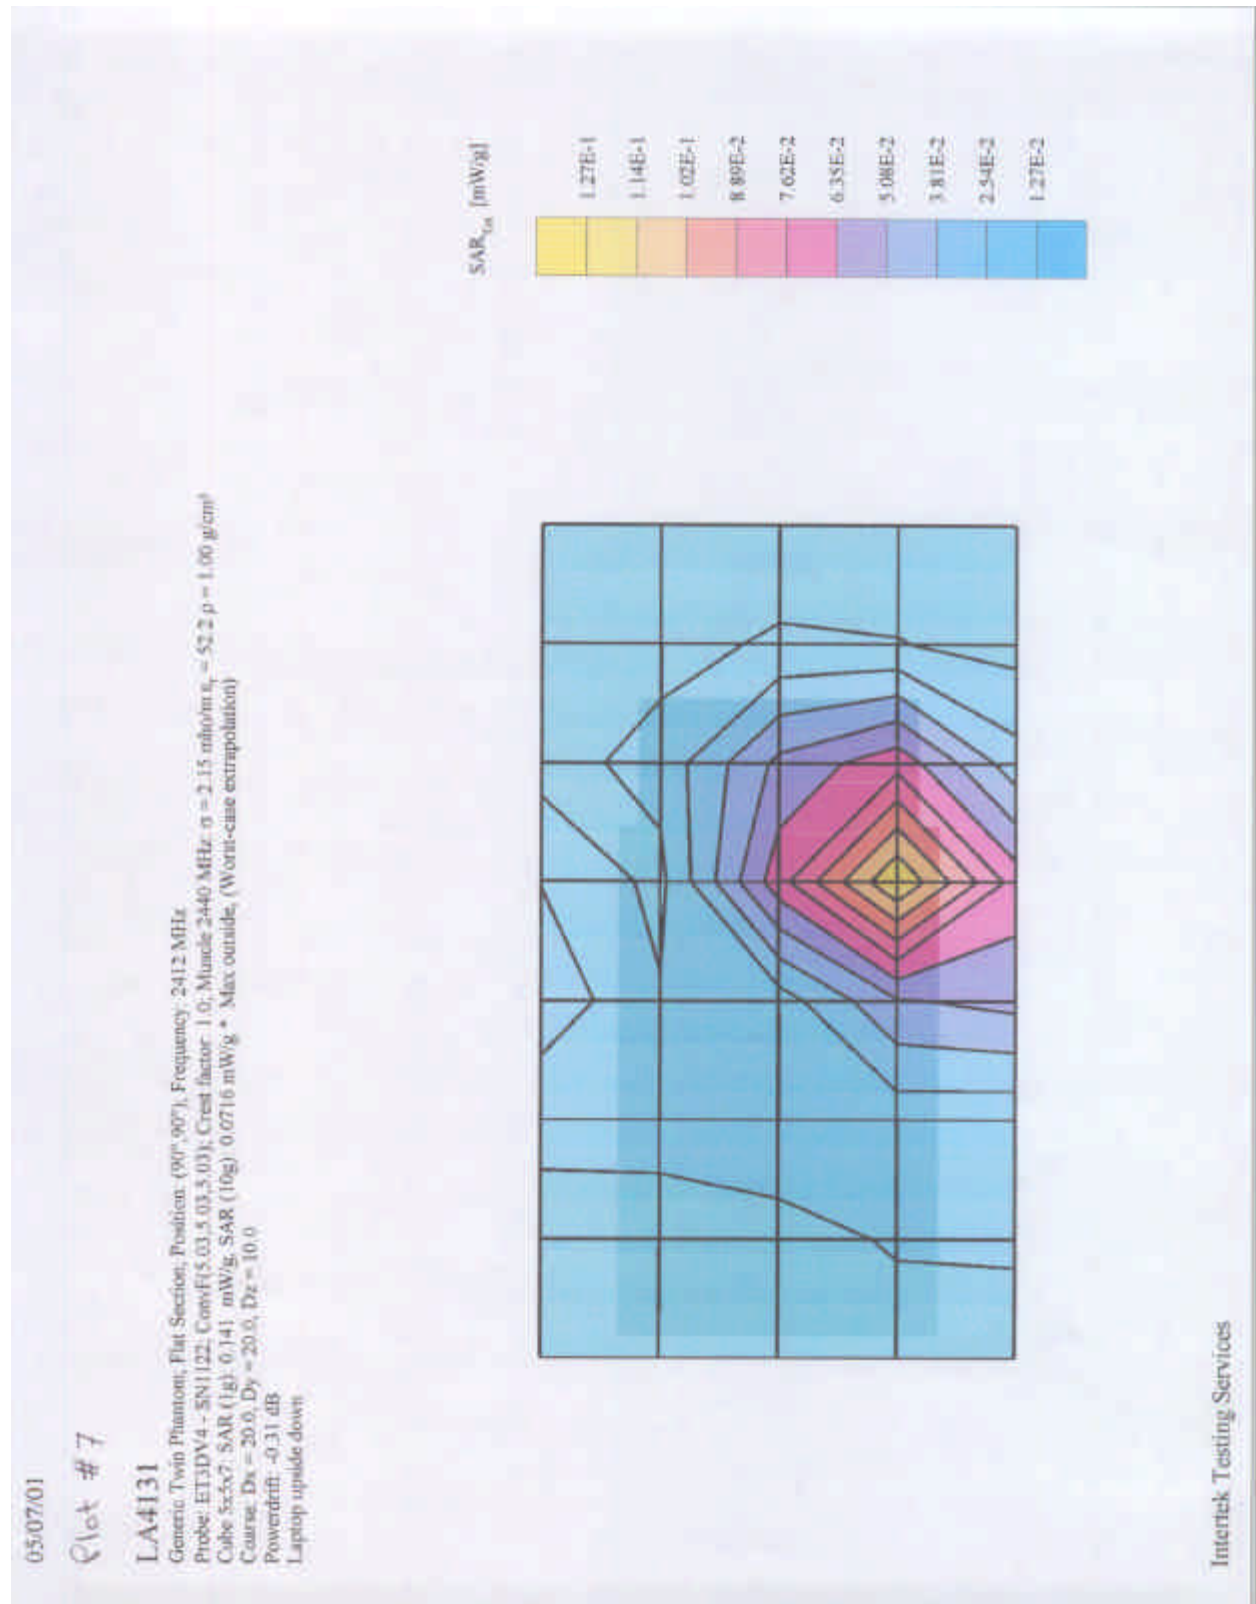 05/07/01
Plot #7
LA4131
Generic Twin Phantom; Flat Section; Position: (90°,90°); Frequency: 2412 MHz
Probe: ET3DV4 - SN1122; ConvF(5.03,5.03,5.03); Crest factor: 1.0; Muscle 2440 MHz: σ = 2.15 mho/m εr = 52.2 ρ = 1.00 g/cm³
Cube 5x5x7: SAR (1g): 0.141 mW/g, SAR (10g): 0.0716 mW/g * Max outside, (Worst-case extrapolation)
Coarse: Dx = 20.0, Dy = 20.0, Dz = 10.0
Powerdrift: -0.31 dB
Laptop upside down
SAR [mW/g]
1.27E-1
1.14E-1
1.02E-1
8.89E-2
7.62E-2
6.35E-2
5.08E-2
3.81E-2
2.54E-2
1.27E-2
Intertek Testing Services